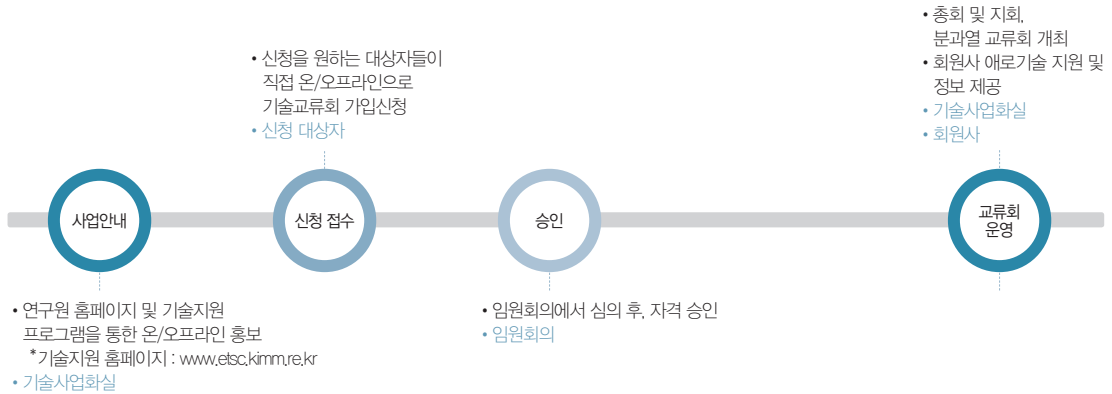 • 총회 및 지회,
분과열 교류회 개최
• 회원사 애로기술 지원 및
정보 제공
• 기술사업화실
• 회원사
• 신청을 원하는 대상자들이
직접 온/오프라인으로
기술교류회 가입신청
• 신청 대상자
사업안내
신청 접수
승인
교류회
운영
• 연구원 홈페이지 및 기술지원
프로그램을 통한 온/오프라인 홍보
*기술지원 홈페이지 : www.etsc.kimm.re.kr
• 기술사업화실
• 임원회의에서 심의 후, 자격 승인
• 임원회의